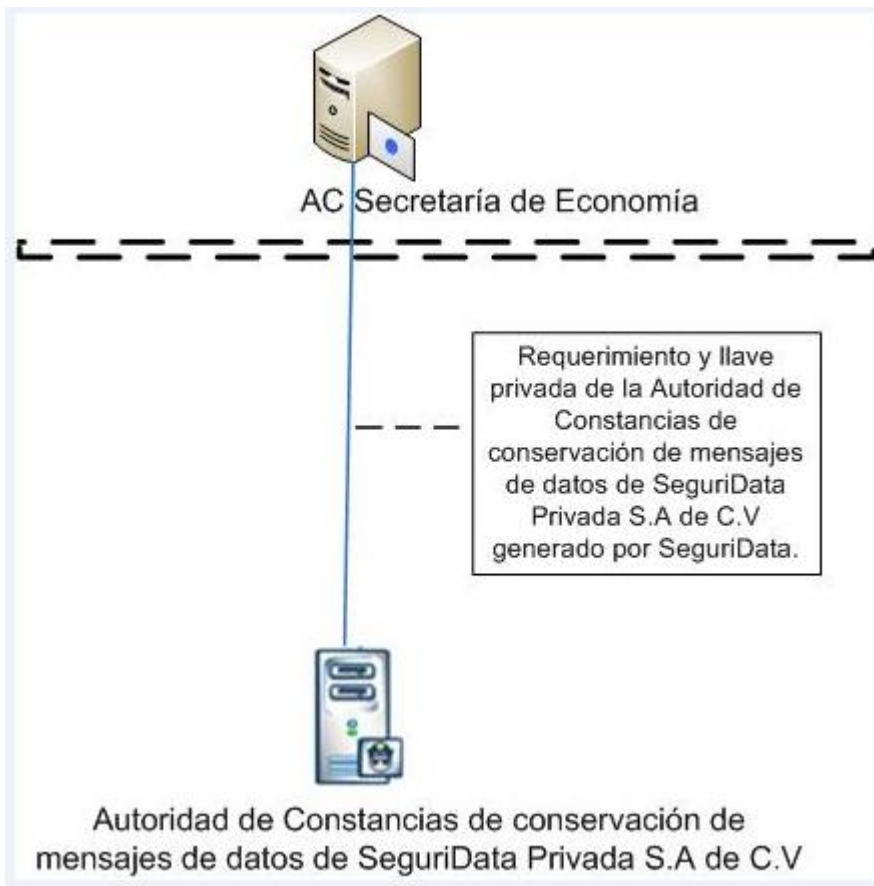 AC Secretaría de Economía
Requerimiento y llave
privada de la Autoridad de
Constancias de
conservación de mensajes
de datos de SeguriData
Privada S.A de C.V
generado por SeguriData.
Autoridad de Constancias de conservación de
mensajes de datos de SeguriData Privada S.A de C.V